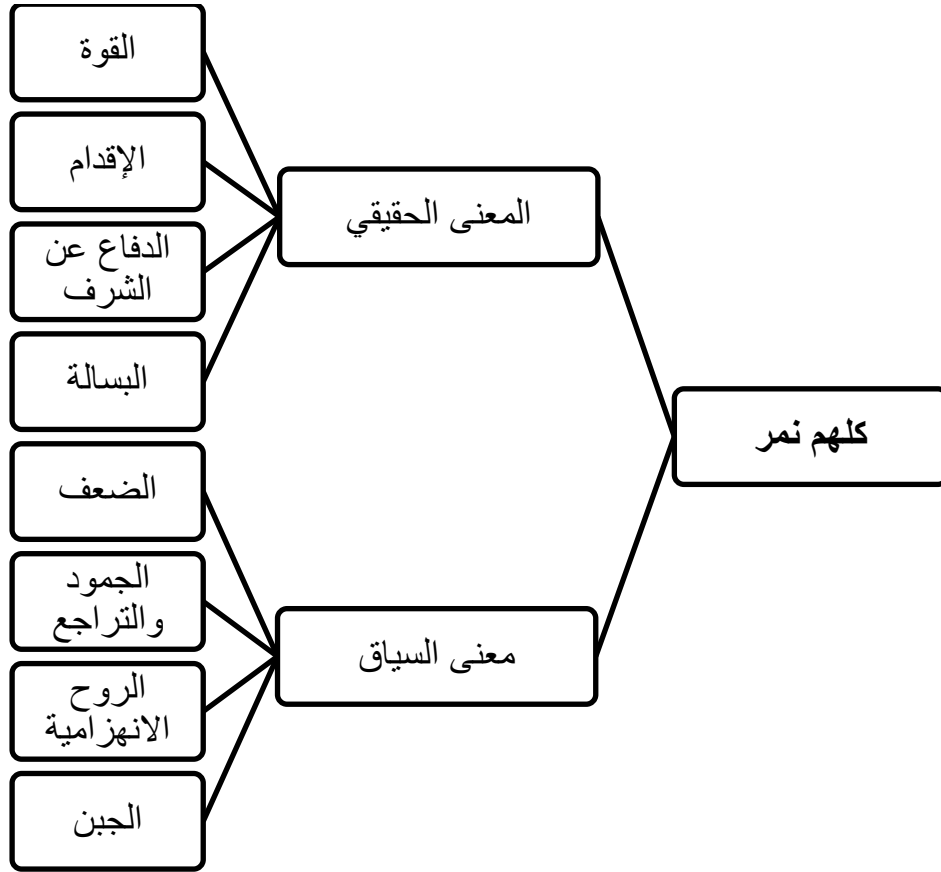 كلهم نمر
المعنى الحقيقي
القوة
الإقدام
الدفاع عن
الشرف
البسالة
معنى السياق
الضعف
الجمود
والتراجع
الروح
الانهزامية
الجبن